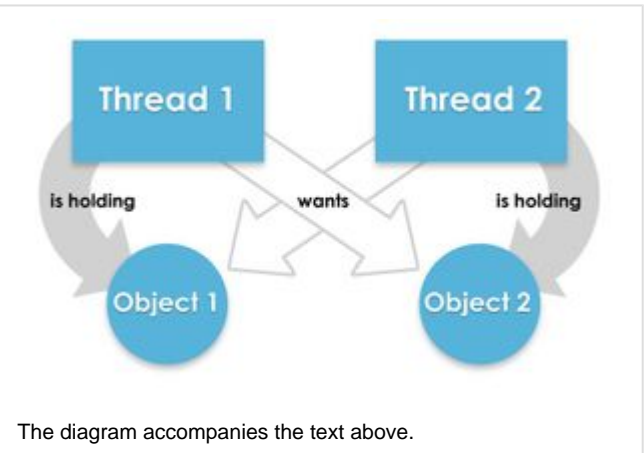 Thread 1
Thread 2
is holding
wants
is holding
Object 1
Object 2
The diagram accompanies the text above.